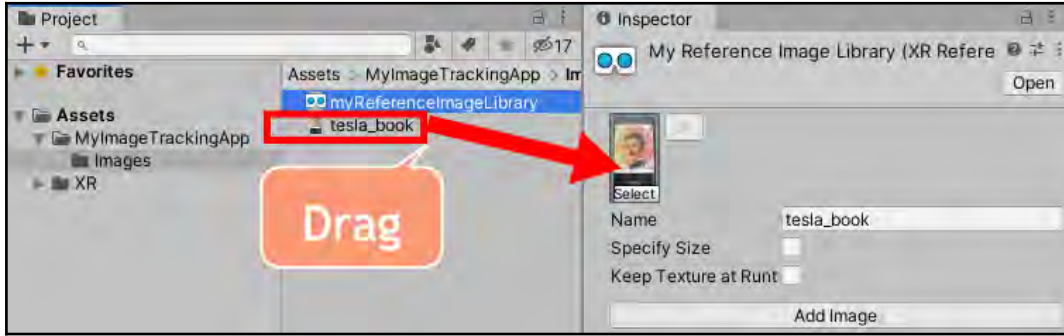 Project
17
Favorites
Assets > MyImageTrackingApp > Im
myReferenceImageLibrary
tesla_book
Assets
MyImageTrackingApp
Images
XR
Drag
Inspector
My Reference Image Library (XR Refere
Open
Select
Name tesla_book
Specify Size
Keep Texture at Runt
Add Image